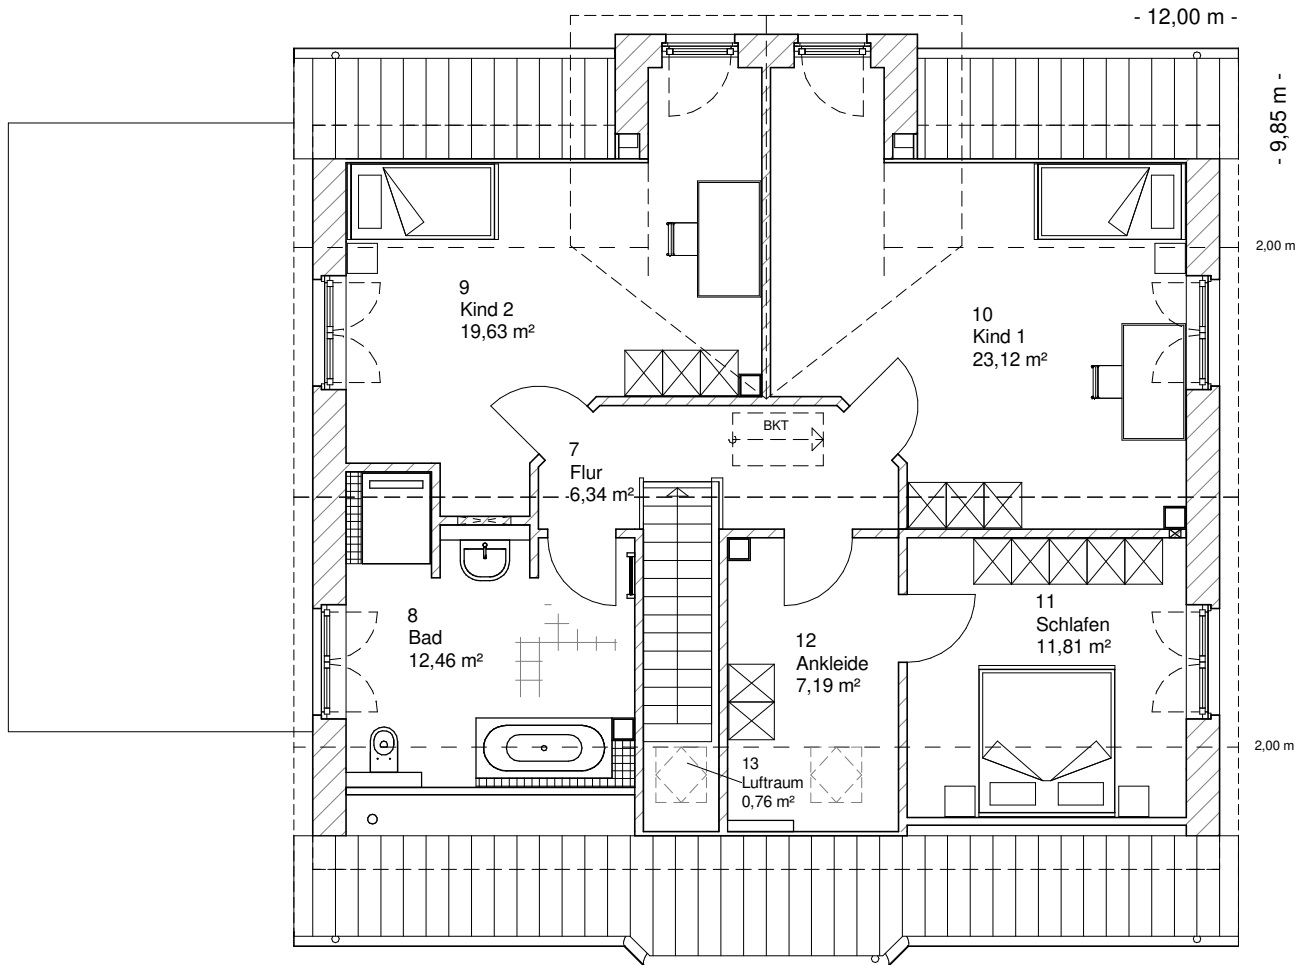 - 12,00 m -
- 9,85 m -
2,00 m
9
Kind 2
19,63 m²
10
Kind 1
23,12 m²
BKT
7
Flur
6,34 m²
8
Bad
12,46 m²
12
Ankleide
7,19 m²
11
Schlafen
11,81 m²
2,00 m
13
Luftraum
0,76 m²